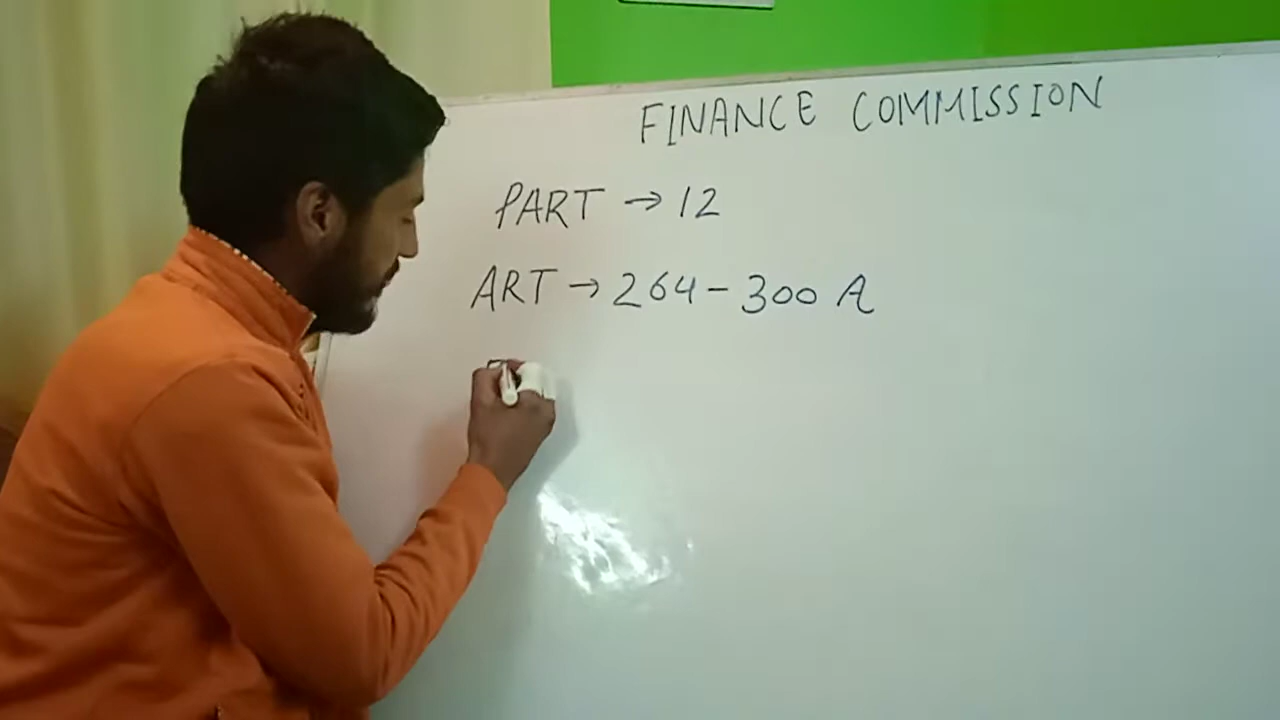 FINANCE COMMISSION
PART → 12
ART → 264 - 300 A